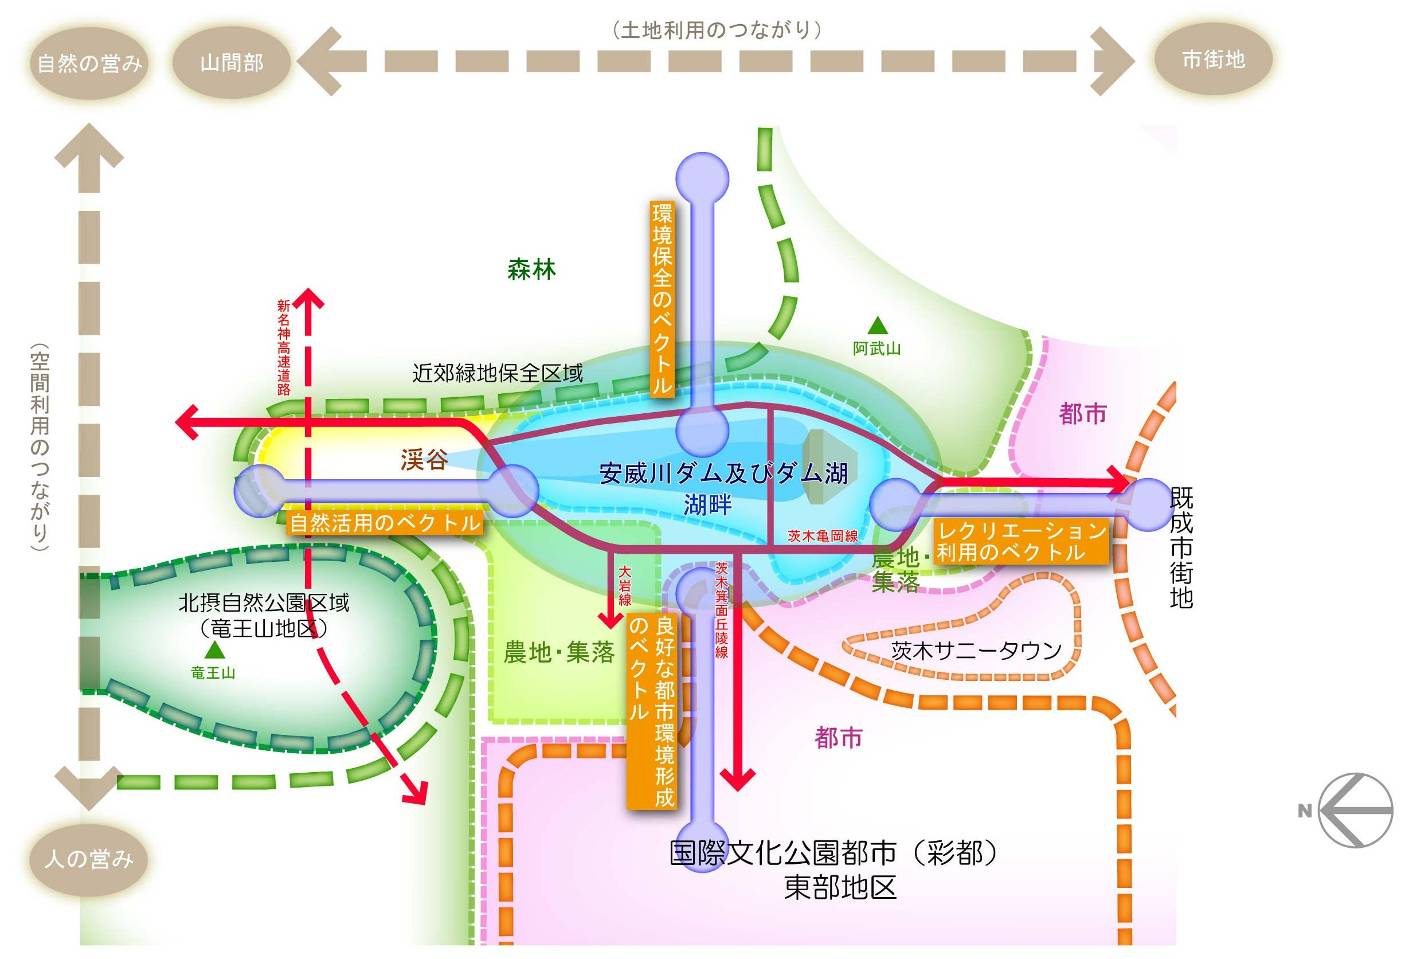 (土地利用のつながり)
自然の営み
山間部
市街地
(空間利用のつながり)
人の営み
環境保全のベクトル
森林
新名神高速道路
阿武山
近郊緑地保全区域
都市
渓谷
安威川ダム及びダム湖
湖畔
既成市街地
自然活用のベクトル
茨木亀岡線
レクリエーション
利用のベクトル
農地・
集落
大岩線
茨木箕面丘陵線
北摂自然公園区域
(竜王山地区)
竜王山
農地・集落
良好な都市環境形成
のベクトル
茨木サニータウン
都市
N
国際文化公園都市(彩都)
東部地区